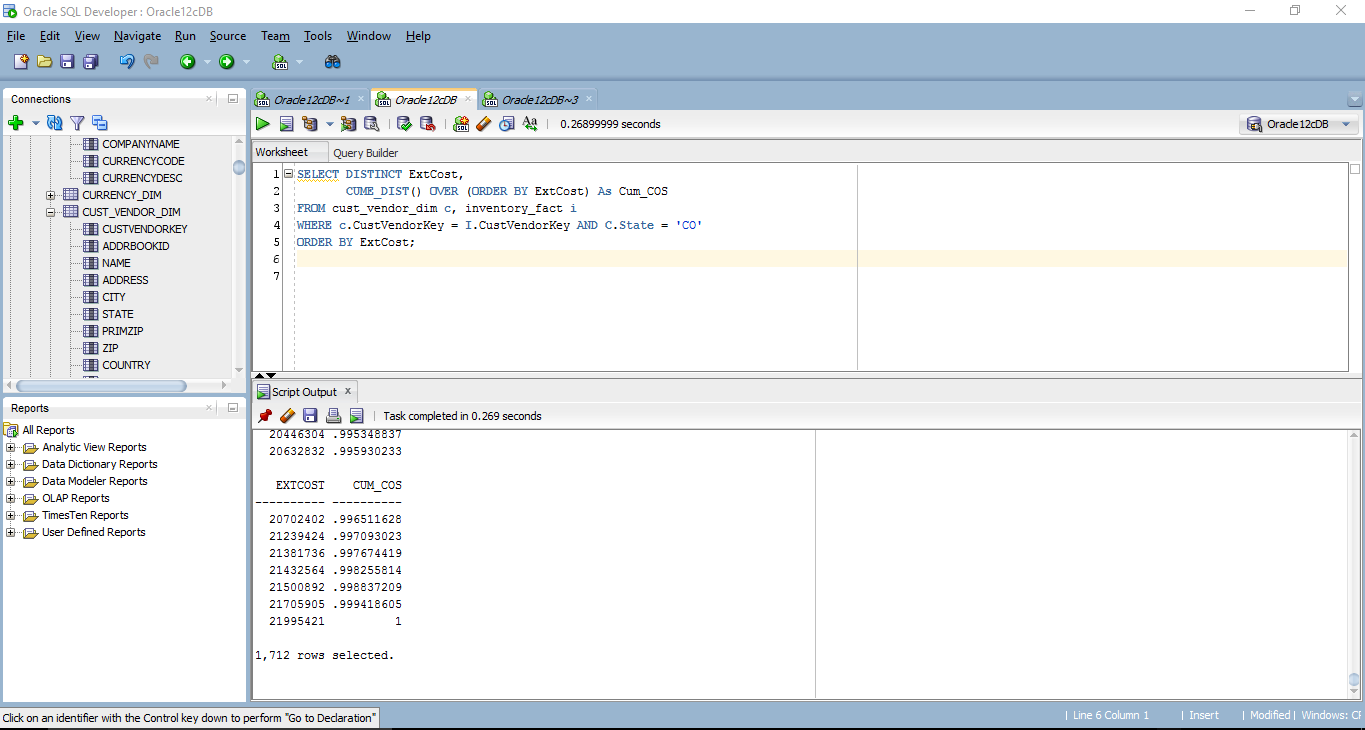 Oracle SQL Developer : Oracle12cDB
File Edit View Navigate Run Source Team Tools Window Help
Connections
COMPANYNAME
CURRENCYCODE
CURRENCYDESC
CURRENCY_DIM
CUST_VENDOR_DIM
CUSTVENDORKEY
ADDRBOOKID
NAME
ADDRESS
CITY
STATE
PRIMZIP
ZIP
COUNTRY
Reports
All Reports
Analytic View Reports
Data Dictionary Reports
Data Modeler Reports
OLAP Reports
TimesTen Reports
User Defined Reports
Oracle12cDB~1 Oracle12cDB Oracle12cDB~3
0.26899999 seconds
Oracle12cDB
Worksheet Query Builder
1 SELECT DISTINCT ExtCost,
2 CUME_DIST() OVER (ORDER BY ExtCost) As Cum_COS
3 FROM cust_vendor_dim c, inventory_fact i
4 WHERE c.CustVendorKey = I.CustVendorKey AND C.State = 'CO'
5 ORDER BY ExtCost;
6
7
Script Output
Task completed in 0.269 seconds
20446304 .995348837
20632832 .995930233
EXTCOST CUM_COS
---------- ----------
20702402 .996511628
21239424 .997093023
21381736 .997674419
21432564 .998255814
21500892 .998837209
21705905 .999418605
21995421 1
1,712 rows selected.
Click on an identifier with the Control key down to perform "Go to Declaration"
| Line 6 Column 1 | Insert | Modified | Windows: CF